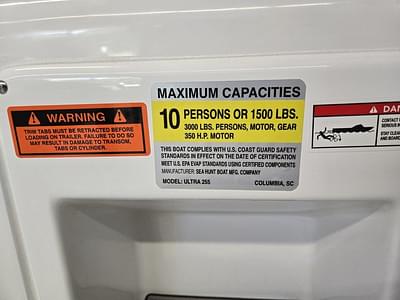 WARNING
TRIM TABS MUST BE RETRACTED BEFORE
LOADING ON TRAILER. FAILURE TO DO SO
MAY RESULT IN DAMAGE TO TRANSOM,
TABS OR CYLINDER.
MAXIMUM CAPACITIES
10 PERSONS OR 1500 LBS.
3000 LBS. PERSONS, MOTOR, GEAR
350 H.P. MOTOR
THIS BOAT COMPLIES WITH U.S. COAST GUARD SAFETY
STANDARDS IN EFFECT ON THE DATE OF CERTIFICATION
MEET U.S. EPA EVAP STANDARDS USING CERTIFIED COMPONENTS
MANUFACTURER: SEA HUNT BOAT MFG. COMPANY
MODEL: ULTRA 255 COLUMBIA, SC
DAN
CONTACT
STAY CLEA
AND BOARD